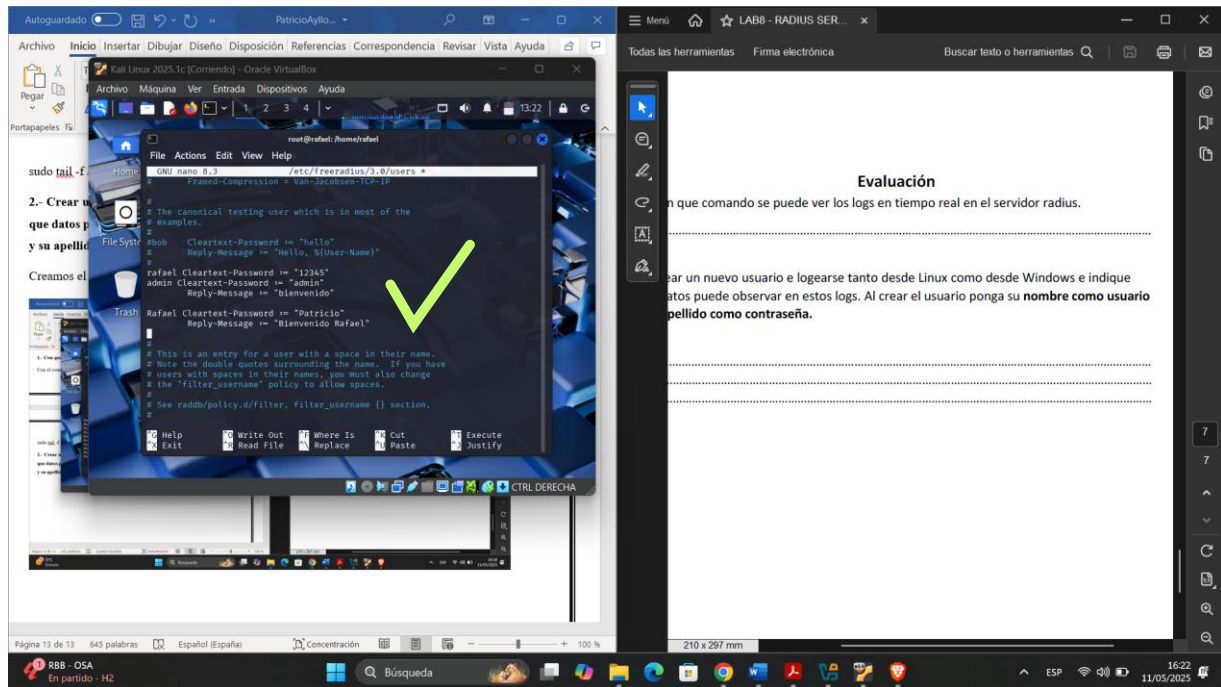 Autoguardado
PatricioAyllo...
Archivo Inicio Insertar Dibujar Diseño Disposición Referencias Correspondencia Revisar Vista Ayuda
Pegar
Portapapeles
sudo tail -f
2.- Crear u
que datos p
y su apellid
Creamos el
Kali Linux 2025.1c [Corriendo] - Oracle VirtualBox
Archivo Máquina Ver Entrada Dispositivos Ayuda
1 2 3 4
13:22
Home
File Syste
Trash
root@rafael: /home/rafael
File Actions Edit View Help
GNU nano 8.3 /etc/freeradius/3.0/users *
# Framed-Compression = Van-Jacobsen-TCP-IP
#
# The canonical testing user which is in most of the
# examples.
#
#bob Cleartext-Password := "hello"
# Reply-Message := "Hello, %{User-Name}"
#
rafael Cleartext-Password := "12345"
admin Cleartext-Password := "admin"
Reply-Message := "bienvenido"
Rafael Cleartext-Password := "Patricio"
Reply-Message := "Bienvenido Rafael"
#
# This is an entry for a user with a space in their name.
# Note the double quotes surrounding the name. If you have
# users with spaces in their names, you must also change
# the "filter_username" policy to allow spaces.
#
# See raddb/policy.d/filter, filter_username {} section.
#
^G Help ^O Write Out ^F Where Is ^K Cut ^T Execute
^X Exit ^R Read File ^\ Replace ^U Paste ^J Justify
CTRL DERECHA
Página 13 de 13 645 palabras Español (España) Concentración 100 %
Menú LAB8 - RADIUS SER...
Todas las herramientas Firma electrónica Buscar texto o herramientas
Evaluación
n que comando se puede ver los logs en tiempo real en el servidor radius.
ear un nuevo usuario e logearse tanto desde Linux como desde Windows e indique
atos puede observar en estos logs. Al crear el usuario ponga su nombre como usuario
pellido como contraseña.
7
7
210 x 297 mm
RBB - OSA
En partido - H2
Búsqueda
ESP
16:22
11/05/2025